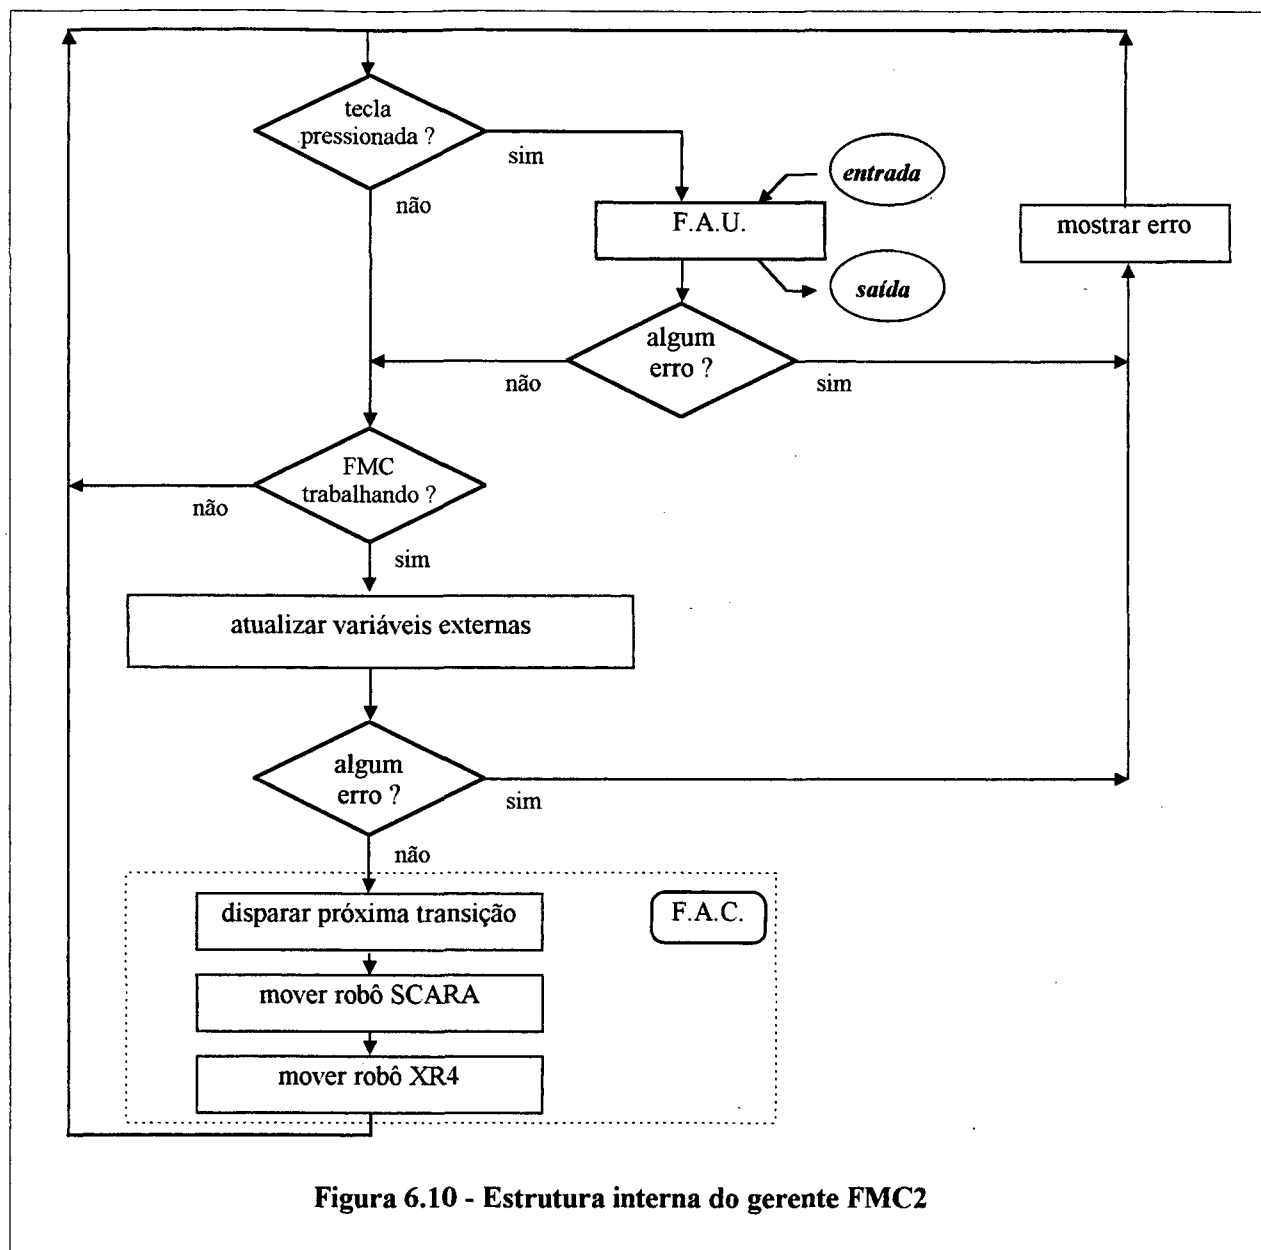 tecla
pressionada ?
sim
não
entrada
F.A.U.
mostrar erro
saída
algum
erro ?
não
sim
FMC
trabalhando ?
não
sim
atualizar variáveis externas
algum
erro ?
sim
não
disparar próxima transição
F.A.C.
mover robô SCARA
mover robô XR4
Figura 6.10 - Estrutura interna do gerente FMC2